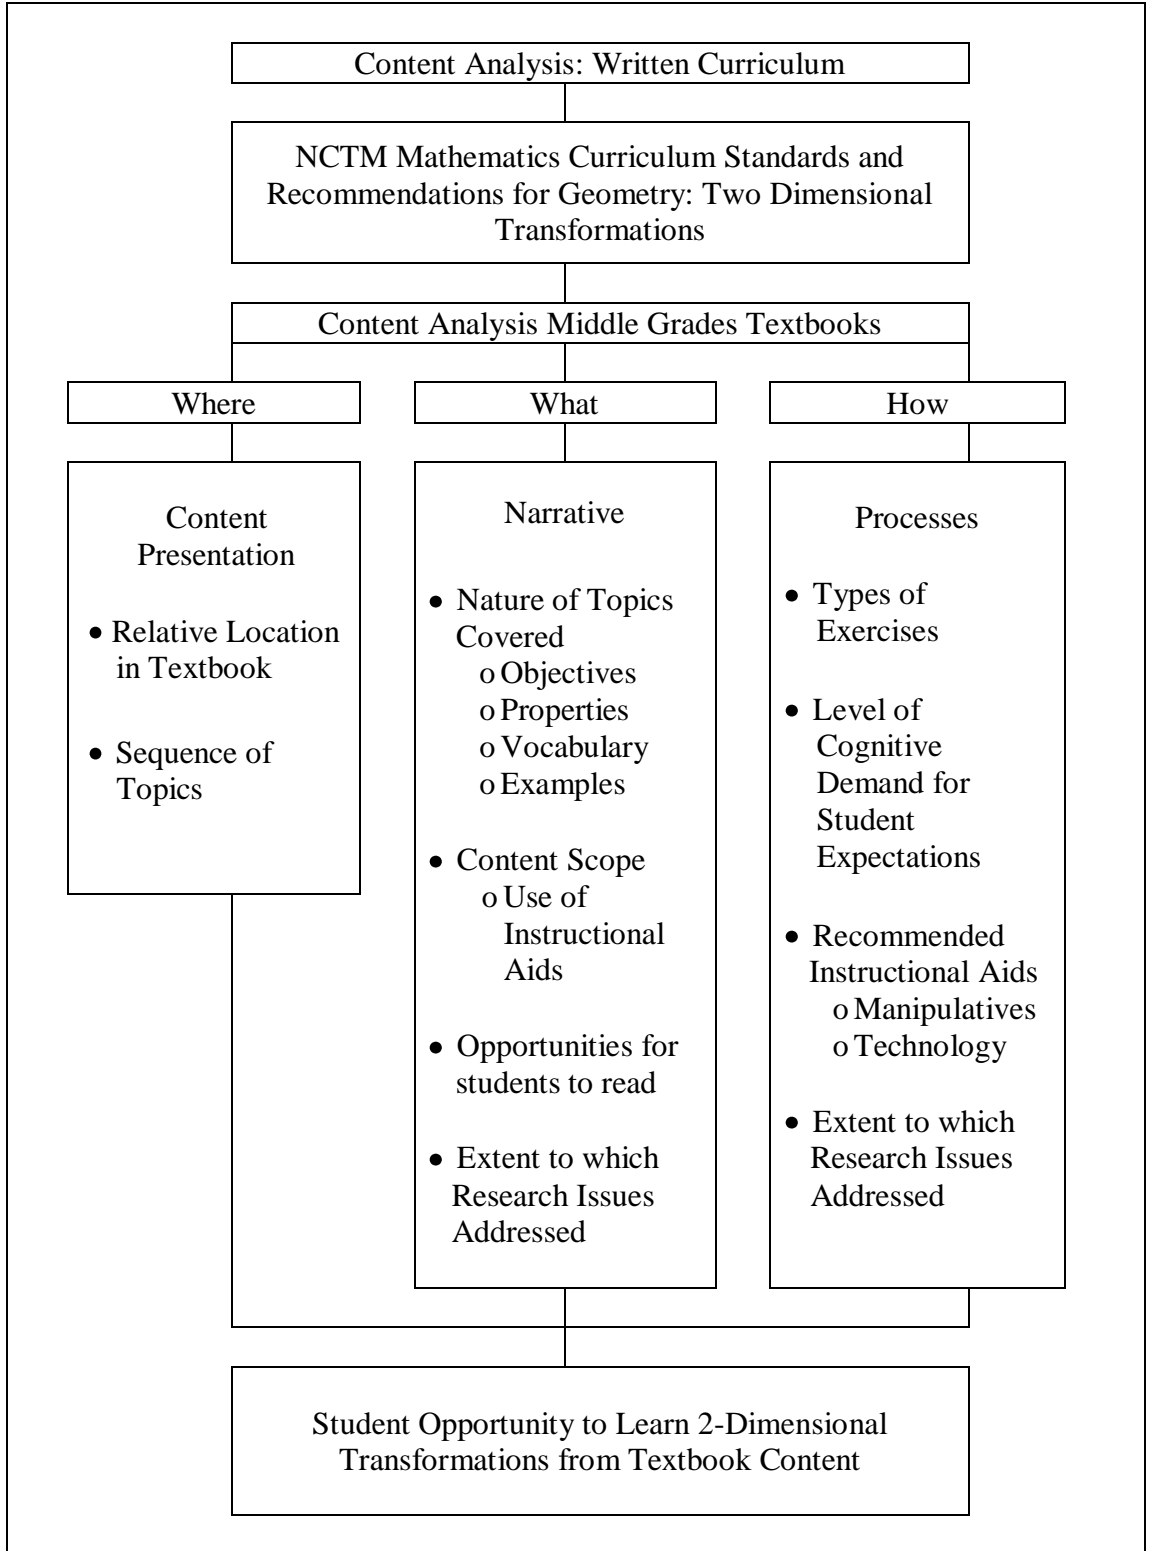 Content Analysis: Written Curriculum
NCTM Mathematics Curriculum Standards and
Recommendations for Geometry: Two Dimensional
Transformations
Content Analysis Middle Grades Textbooks
Where
Content
Presentation
● Relative Location
in Textbook
● Sequence of
Topics
What
Narrative
● Nature of Topics
Covered
o Objectives
o Properties
o Vocabulary
o Examples
● Content Scope
o Use of
Instructional
Aids
● Opportunities for
students to read
● Extent to which
Research Issues
Addressed
How
Processes
● Types of
Exercises
● Level of
Cognitive
Demand for
Student
Expectations
● Recommended
Instructional Aids
o Manipulatives
o Technology
● Extent to which
Research Issues
Addressed
Student Opportunity to Learn 2-Dimensional
Transformations from Textbook Content